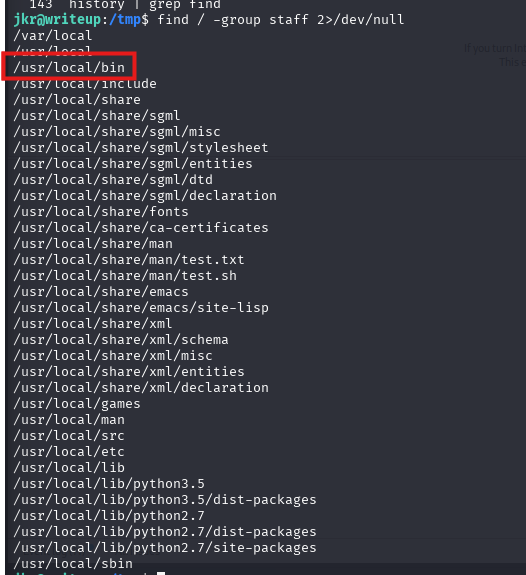 143 history | grep find
jkr@writeup:/tmp$ find / -group staff 2>/dev/null
/var/local
/usr/local
/usr/local/bin
/usr/local/include
/usr/local/share
/usr/local/share/sgml
/usr/local/share/sgml/misc
/usr/local/share/sgml/stylesheet
/usr/local/share/sgml/entities
/usr/local/share/sgml/dtd
/usr/local/share/sgml/declaration
/usr/local/share/fonts
/usr/local/share/ca-certificates
/usr/local/share/man
/usr/local/share/man/test.txt
/usr/local/share/man/test.sh
/usr/local/share/emacs
/usr/local/share/emacs/site-lisp
/usr/local/share/xml
/usr/local/share/xml/schema
/usr/local/share/xml/misc
/usr/local/share/xml/entities
/usr/local/share/xml/declaration
/usr/local/games
/usr/local/man
/usr/local/src
/usr/local/etc
/usr/local/lib
/usr/local/lib/python3.5
/usr/local/lib/python3.5/dist-packages
/usr/local/lib/python2.7
/usr/local/lib/python2.7/dist-packages
/usr/local/lib/python2.7/site-packages
/usr/local/sbin